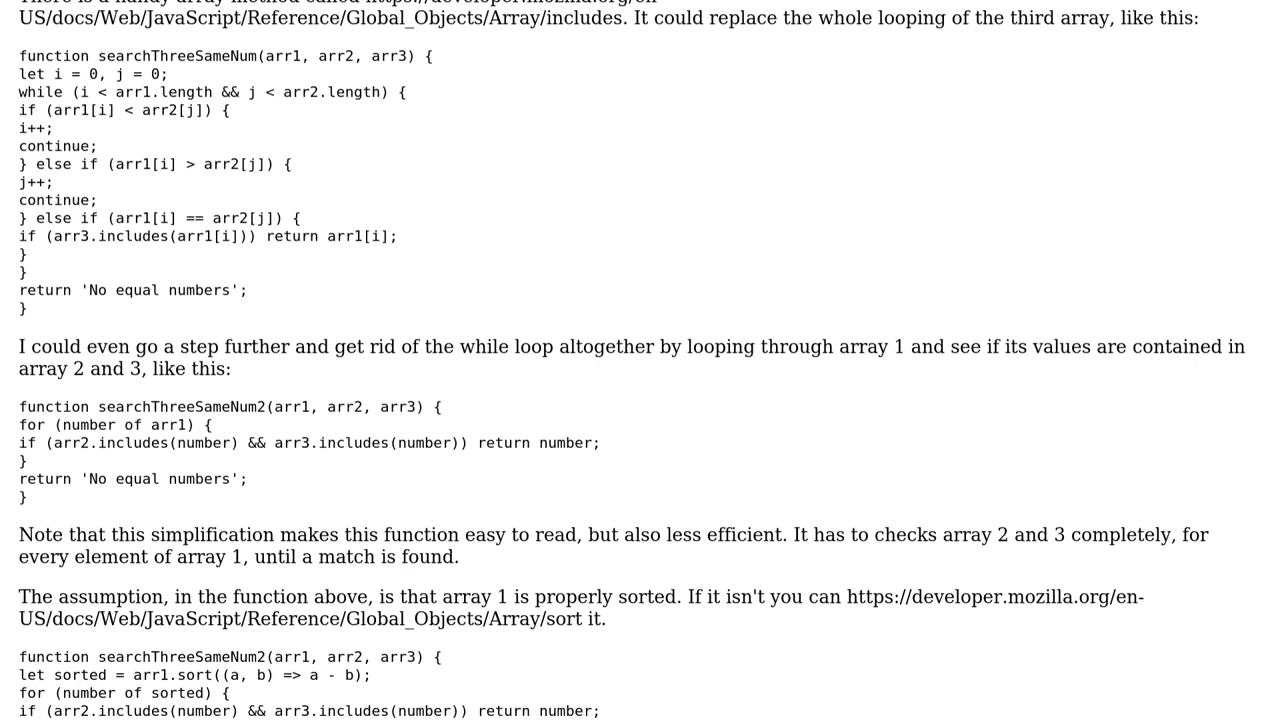 US/docs/Web/JavaScript/Reference/Global_Objects/Array/includes. It could replace the whole looping of the third array, like this:
function searchThreeSameNum(arr1, arr2, arr3) {
let i = 0, j = 0;
while (i < arr1.length && j < arr2.length) {
if (arr1[i] < arr2[j]) {
i++;
continue;
} else if (arr1[i] > arr2[j]) {
j++;
continue;
} else if (arr1[i] == arr2[j]) {
if (arr3.includes(arr1[i])) return arr1[i];
}
}
return 'No equal numbers';
}
I could even go a step further and get rid of the while loop altogether by looping through array 1 and see if its values are contained in
array 2 and 3, like this:
function searchThreeSameNum2(arr1, arr2, arr3) {
for (number of arr1) {
if (arr2.includes(number) && arr3.includes(number)) return number;
}
return 'No equal numbers';
}
Note that this simplification makes this function easy to read, but also less efficient. It has to checks array 2 and 3 completely, for
every element of array 1, until a match is found.
The assumption, in the function above, is that array 1 is properly sorted. If it isn't you can https://developer.mozilla.org/en-
US/docs/Web/JavaScript/Reference/Global_Objects/Array/sort it.
function searchThreeSameNum2(arr1, arr2, arr3) {
let sorted = arr1.sort((a, b) => a - b);
for (number of sorted) {
if (arr2.includes(number) && arr3.includes(number)) return number;